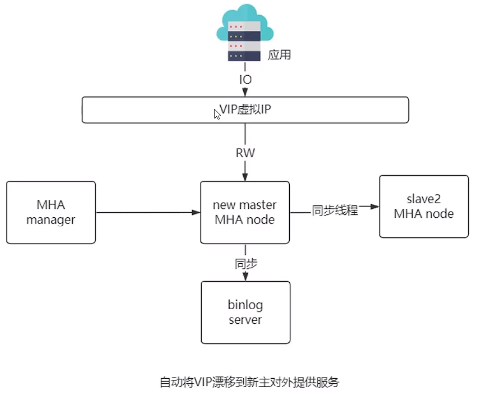 应用
IO
VIP虚拟IP
RW
MHA
manager
new master
MHA node
同步线程
slave2
MHA node
同步
binlog
server
自动将VIP漂移到新主对外提供服务